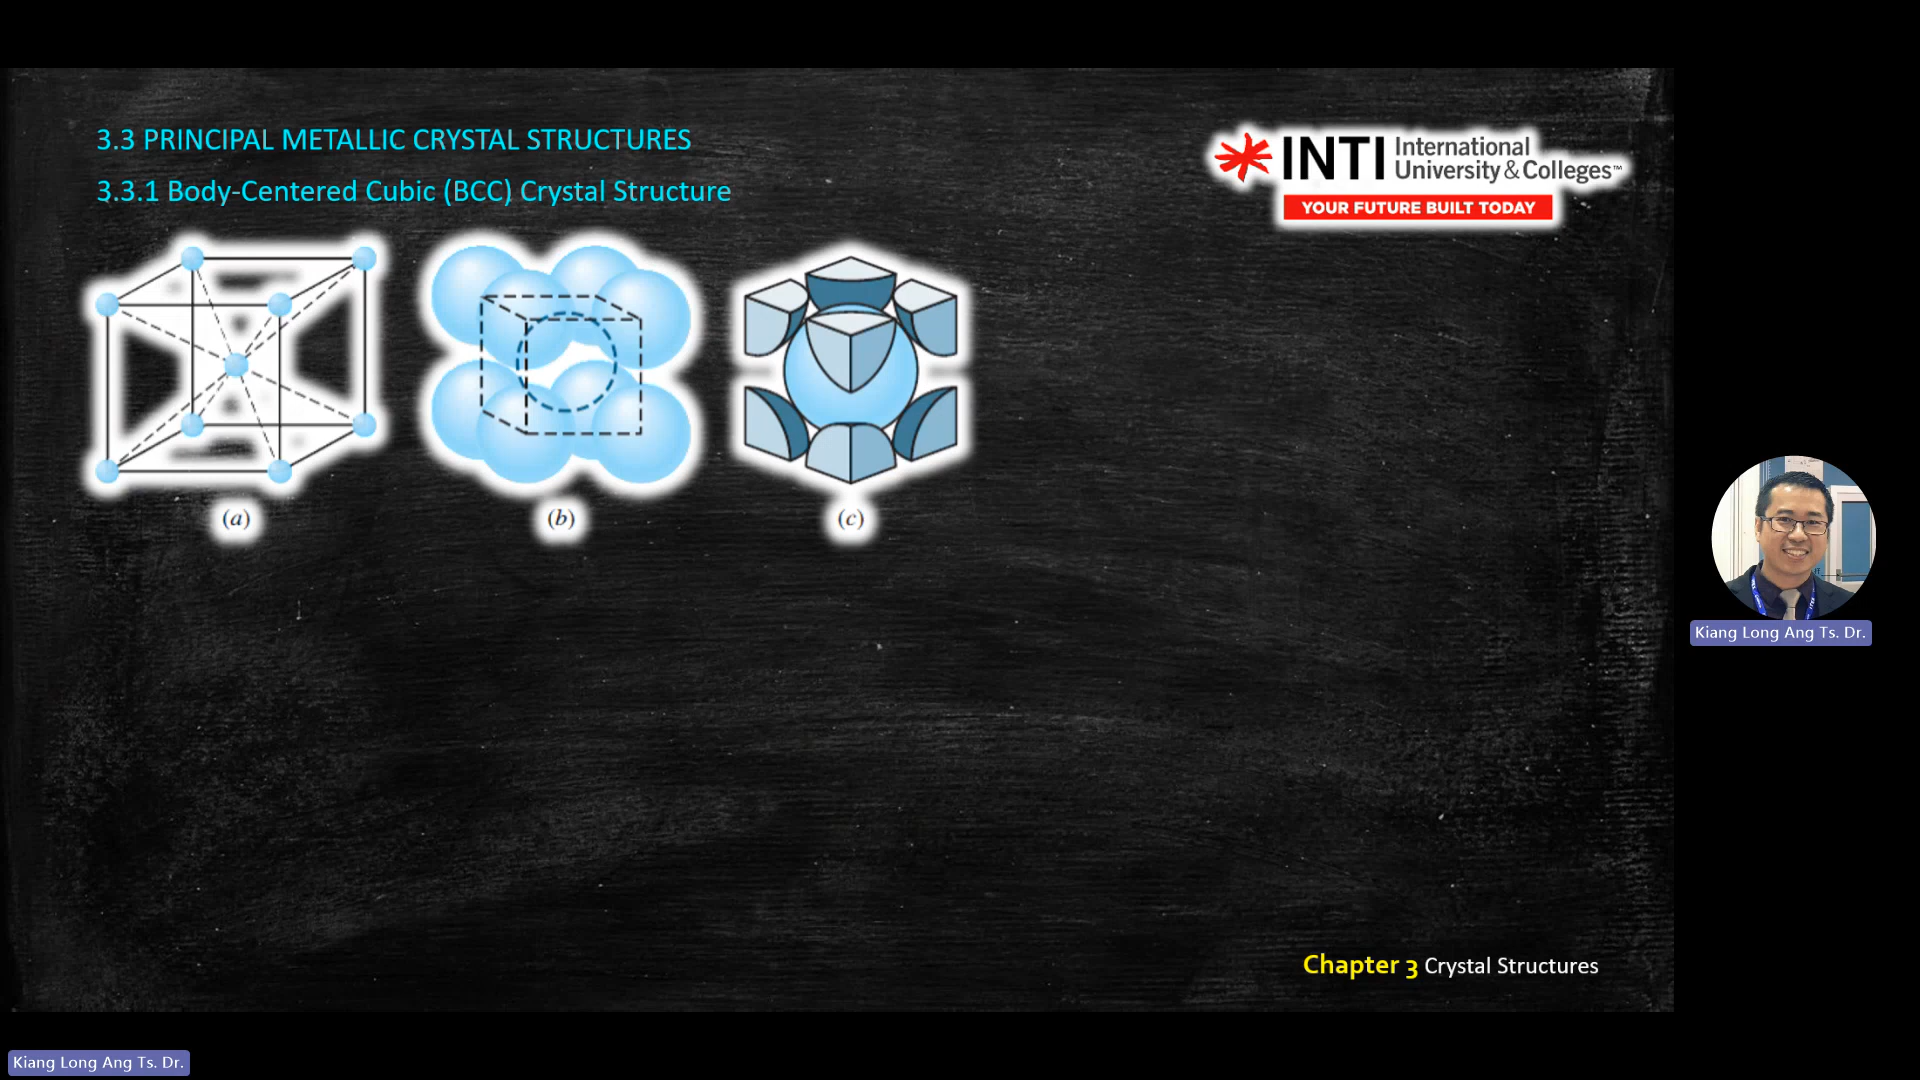 3.3 PRINCIPAL METALLIC CRYSTAL STRUCTURES
3.3.1 Body-Centered Cubic (BCC) Crystal Structure
INTI International
University & Colleges™
YOUR FUTURE BUILT TODAY
(a)
(b)
(c)
Kiang Long Ang Ts. Dr.
Chapter 3 Crystal Structures
Kiang Long Ang Ts. Dr.